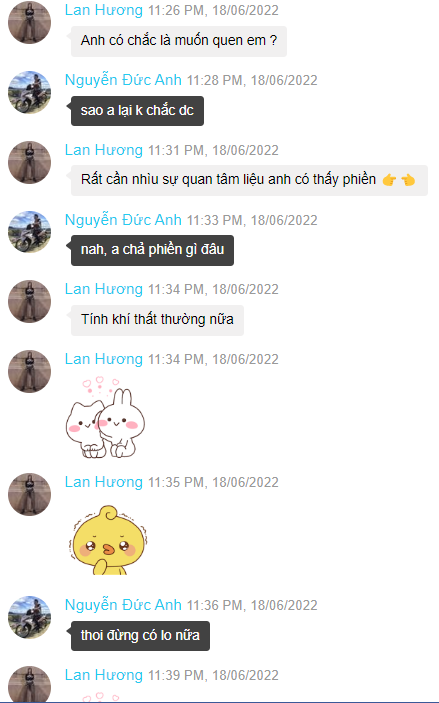 Lan Hương 11:26 PM, 18/06/2022
Anh có chắc là muốn quen em ?
Nguyễn Đức Anh 11:28 PM, 18/06/2022
sao a lại k chắc dc
Lan Hương 11:31 PM, 18/06/2022
Rất cần nhìu sự quan tâm liệu anh có thấy phiền 👉 👈
Nguyễn Đức Anh 11:33 PM, 18/06/2022
nah, a chả phiền gì đâu
Lan Hương 11:34 PM, 18/06/2022
Tính khí thất thường nữa
Lan Hương 11:34 PM, 18/06/2022
Lan Hương 11:35 PM, 18/06/2022
Nguyễn Đức Anh 11:36 PM, 18/06/2022
thoi đừng có lo nữa
Lan Hương 11:39 PM, 18/06/2022